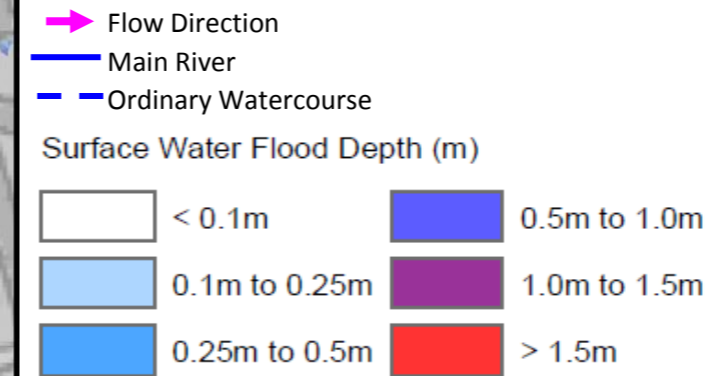 Flow Direction
Main River
Ordinary Watercourse
Surface Water Flood Depth (m)
< 0.1m
0.5m to 1.0m
0.1m to 0.25m
1.0m to 1.5m
0.25m to 0.5m
> 1.5m